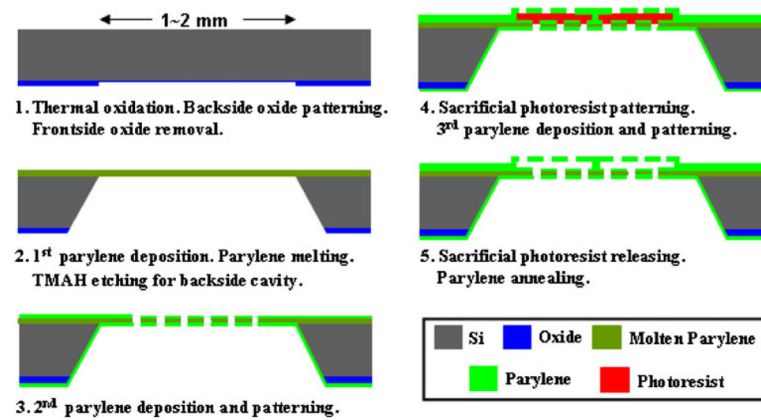 1~2 mm
1. Thermal oxidation. Backside oxide patterning.
Frontside oxide removal.
2. 1st parylene deposition. Parylene melting.
TMAH etching for backside cavity.
3. 2nd parylene deposition and patterning.
4. Sacrificial photoresist patterning.
3rd parylene deposition and patterning.
5. Sacrificial photoresist releasing.
Parylene annealing.
Si Oxide Molten Parylene
Parylene Photoresist